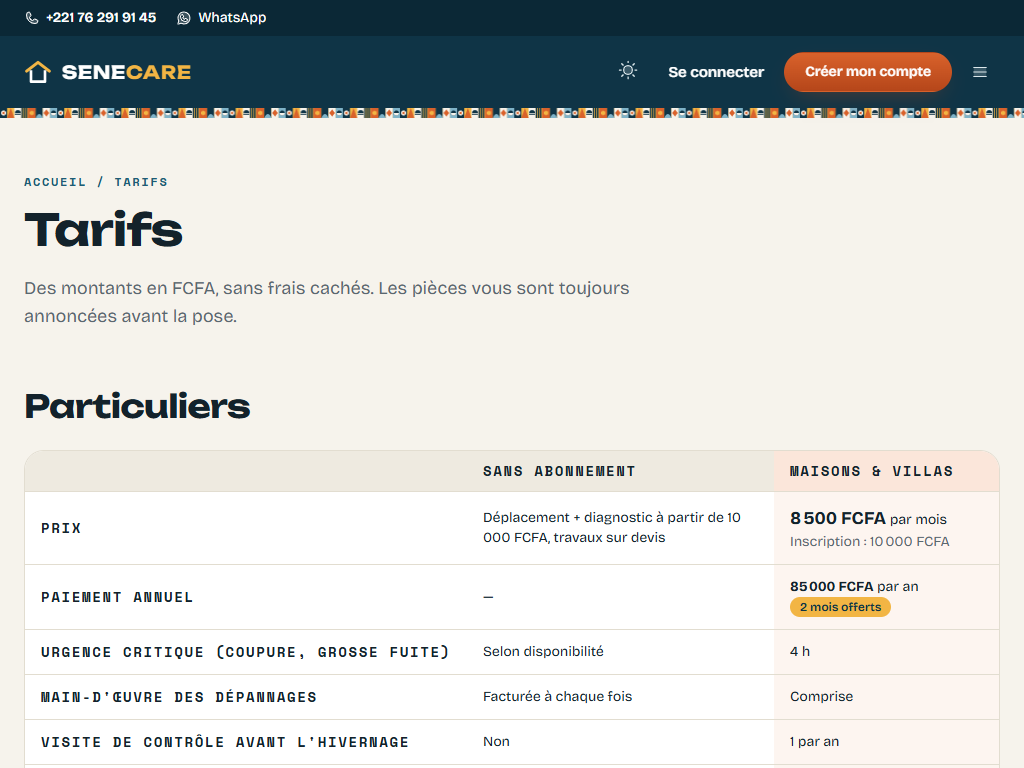 +221 76 291 91 45 WhatsApp
SENECARE Se connecter Créer mon compte
ACCUEIL / TARIFS
Tarifs
Des montants en FCFA, sans frais cachés. Les pièces vous sont toujours
annoncées avant la pose.
Particuliers
SANS ABONNEMENT MAISONS & VILLAS
PRIX Déplacement + diagnostic à partir de 10 000 FCFA, travaux sur devis 8 500 FCFA par mois
Inscription : 10 000 FCFA
PAIEMENT ANNUEL — 85 000 FCFA par an
2 mois offerts
URGENCE CRITIQUE (COUPURE, GROSSE FUITE) Selon disponibilité 4 h
MAIN-D'ŒUVRE DES DÉPANNAGES Facturée à chaque fois Comprise
VISITE DE CONTRÔLE AVANT L'HIVERNAGE Non 1 par an